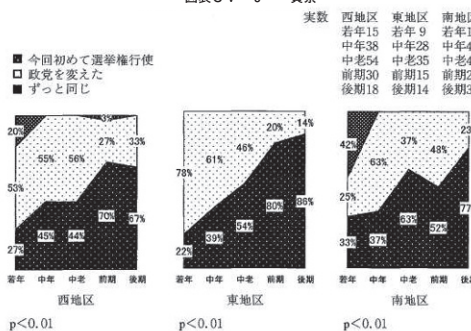 実数 西地区 東地区 南地区
若年15 若年 9 若年1
中年38 中年28 中年4
中老54 中老35 中老4
前期30 前期15 前期2
後期18 後期14 後期3
■ 今回初めて選挙権行使
□ 政党を変えた
■ ずっと同じ
20% 3% 33%
55% 56% 27%
53%
70% 67%
45% 44%
27%
若年 中年 中老 前期 後期
西地区
p<0.01
20% 14%
46%
61%
78%
80% 86%
54%
39%
22%
若年 中年 中老 前期 後期
東地区
p<0.01
23
37%
42% 63% 48%
25%
77
63% 52%
33% 37%
若年 中年 中老 前期 後
南地区
p<0.01